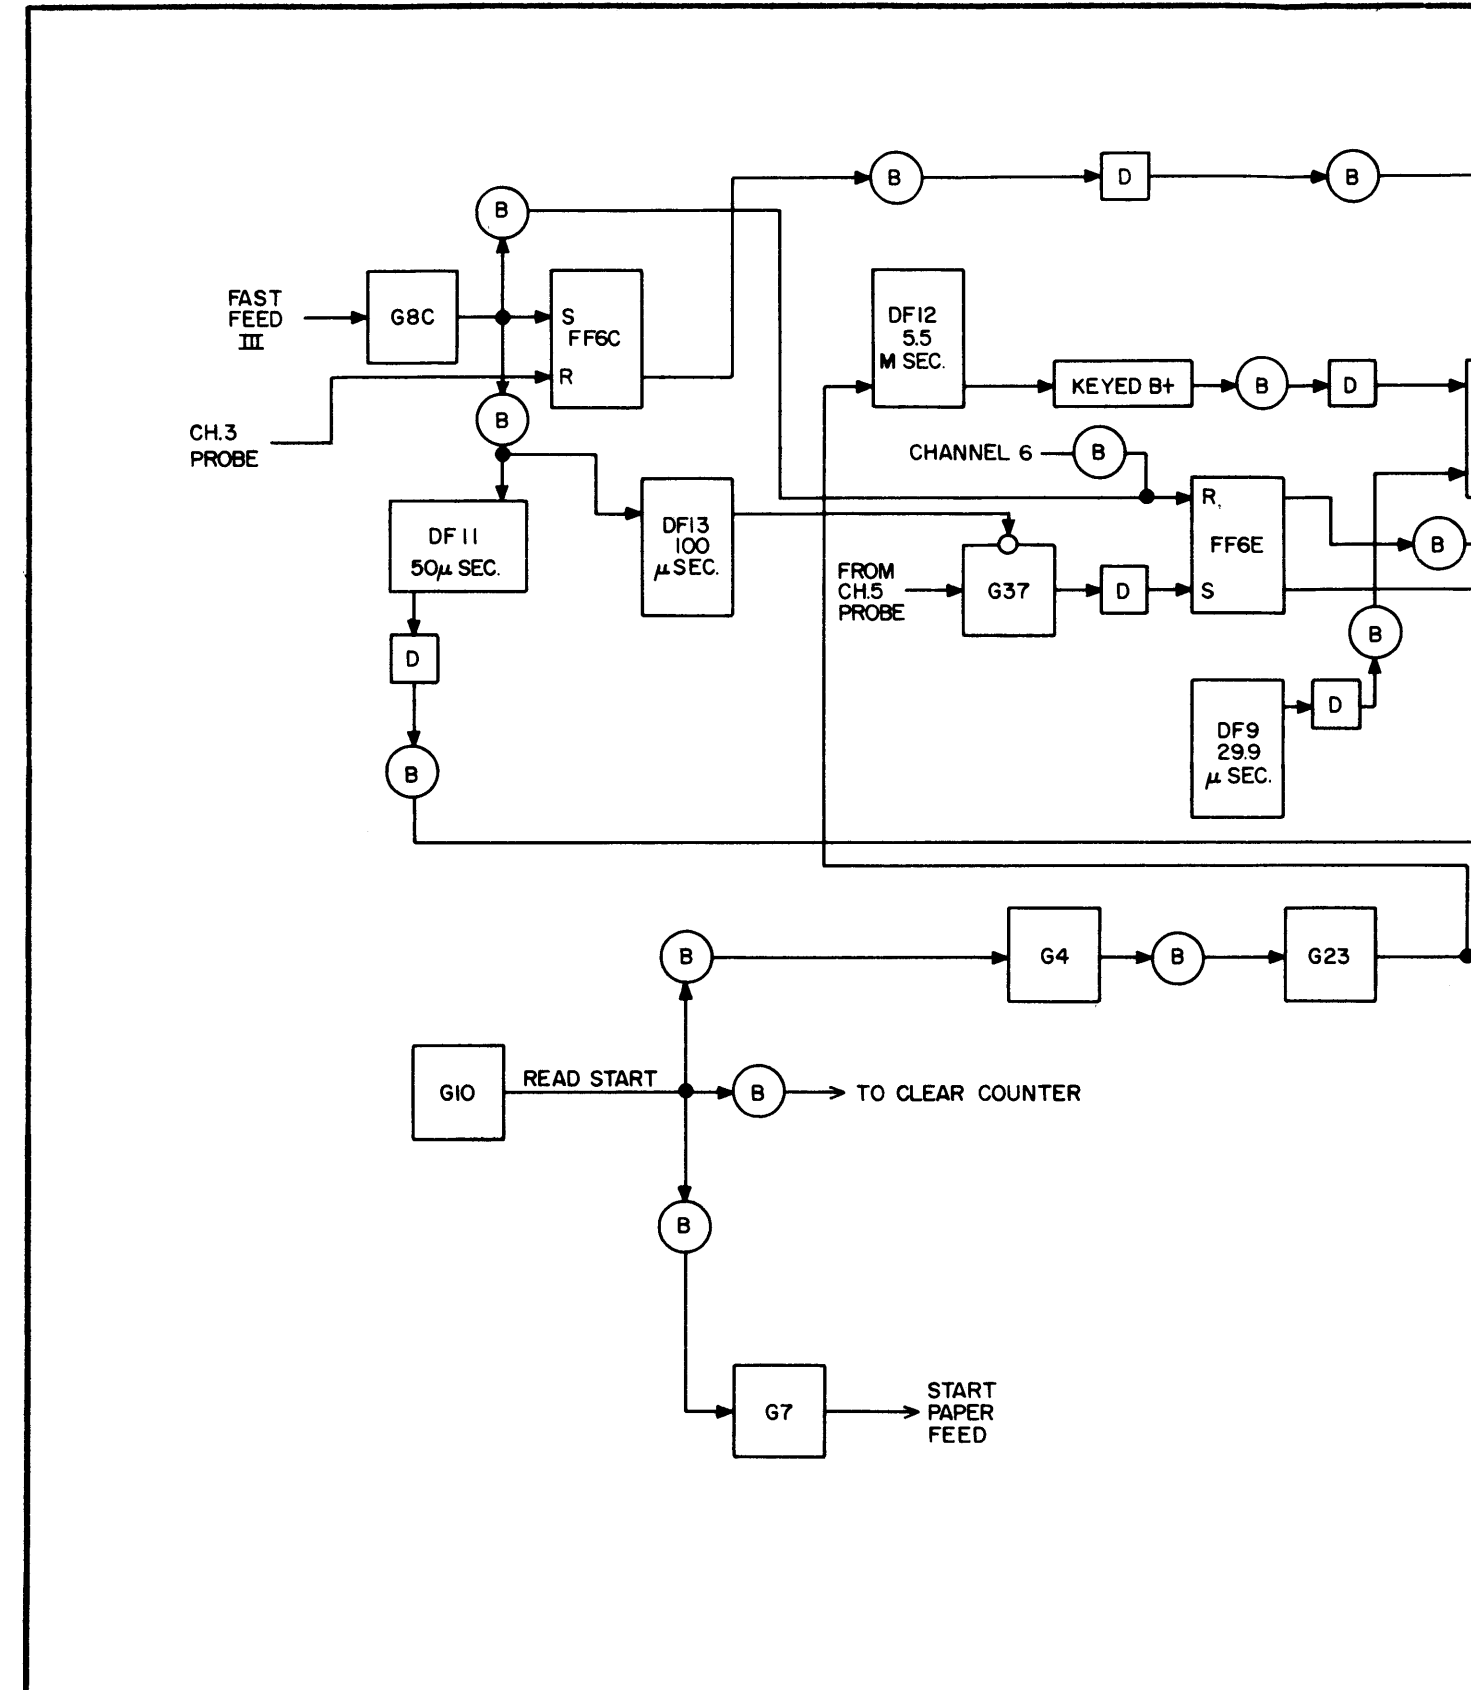 B
D
B
B
FAST
FEED
III
G8C
S
FF6C
R
DF12
5.5
M SEC.
KEYED B+
B
D
B
CH.3
PROBE
CHANNEL 6
B
R
FF6E
S
DF11
50μ SEC.
DF13
100
μ SEC.
FROM
CH.5
PROBE
G37
D
B
B
D
DF9
29.9
μ SEC.
D
B
B
G4
B
G23
G10
READ START
B
TO CLEAR COUNTER
B
G7
START
PAPER
FEED